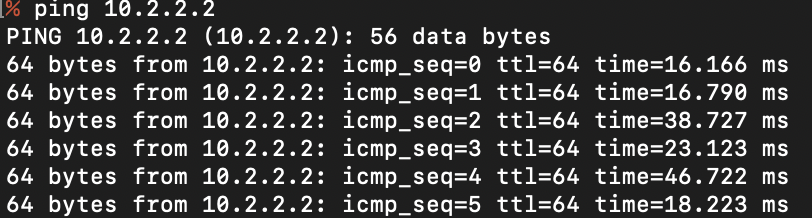 % ping 10.2.2.2
PING 10.2.2.2 (10.2.2.2): 56 data bytes
64 bytes from 10.2.2.2: icmp_seq=0 ttl=64 time=16.166 ms
64 bytes from 10.2.2.2: icmp_seq=1 ttl=64 time=16.790 ms
64 bytes from 10.2.2.2: icmp_seq=2 ttl=64 time=38.727 ms
64 bytes from 10.2.2.2: icmp_seq=3 ttl=64 time=23.123 ms
64 bytes from 10.2.2.2: icmp_seq=4 ttl=64 time=46.722 ms
64 bytes from 10.2.2.2: icmp_seq=5 ttl=64 time=18.223 ms